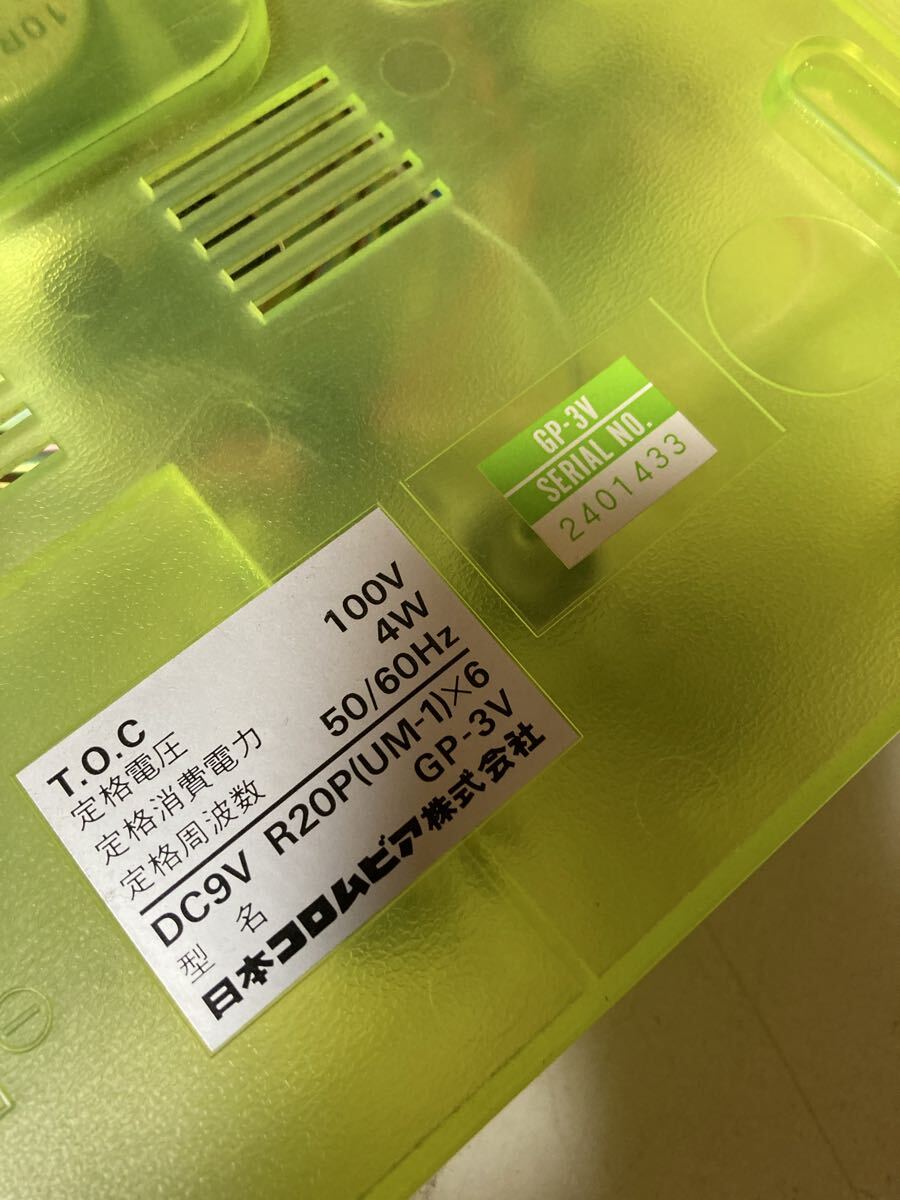 10R
GP-3V
SERIAL NO.
2401433
T.O.C
定格電圧 100V
定格消費電力 4W
定格周波数 50/60Hz
DC9V R20P(UM-1)×6
型名 GP-3V
日本コロムビア株式会社